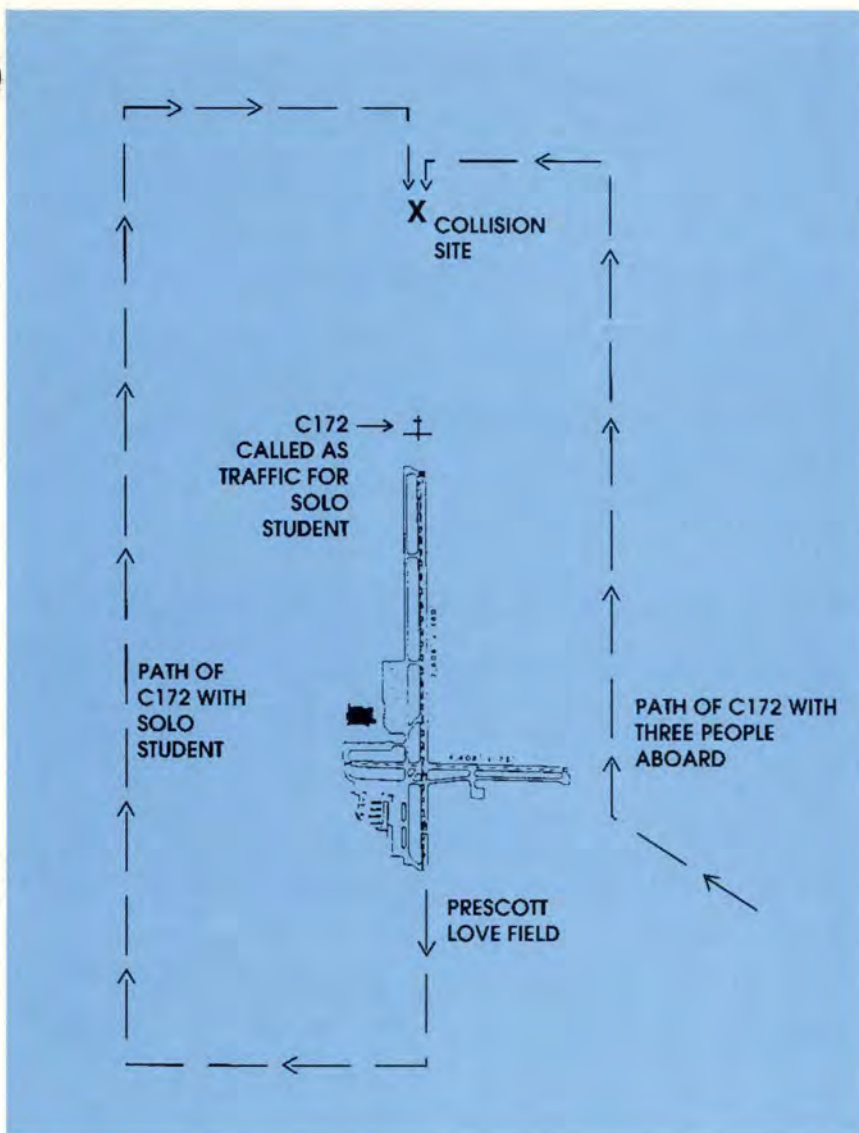 X COLLISION
SITE
C172
CALLED AS
TRAFFIC FOR
SOLO
STUDENT
PATH OF
C172 WITH
SOLO
STUDENT
PATH OF C172 WITH
THREE PEOPLE
ABOARD
PRESCOTT
LOVE FIELD